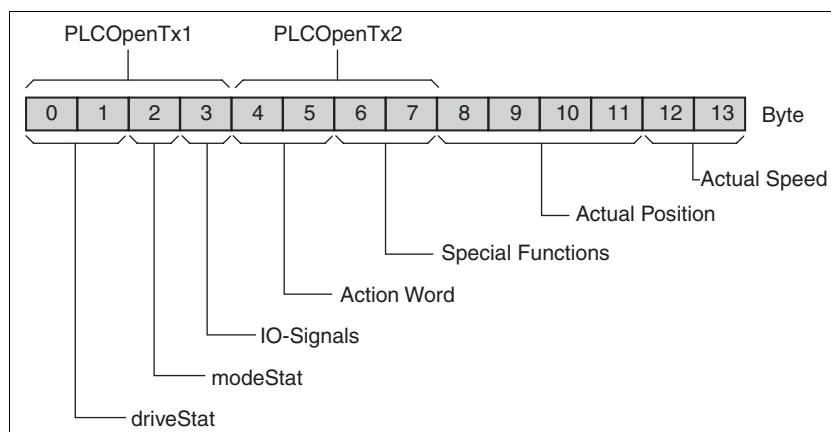 PLCOpenTx1 PLCOpenTx2
0 1 2 3 4 5 6 7 8 9 10 11 12 13 Byte
Actual Speed
Actual Position
Special Functions
Action Word
IO-Signals
modeStat
driveStat